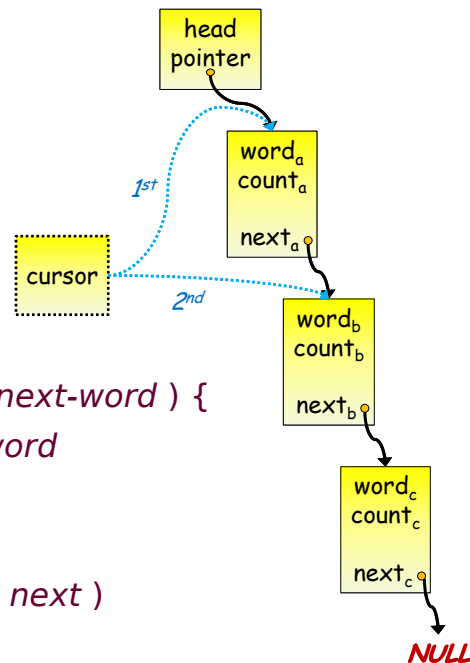 head
pointer
word_a
count_a
next_a
1st
cursor
2nd
word_b
count_b
next_b
next-word ) {
word
word_c
count_c
next_c
next )
NULL